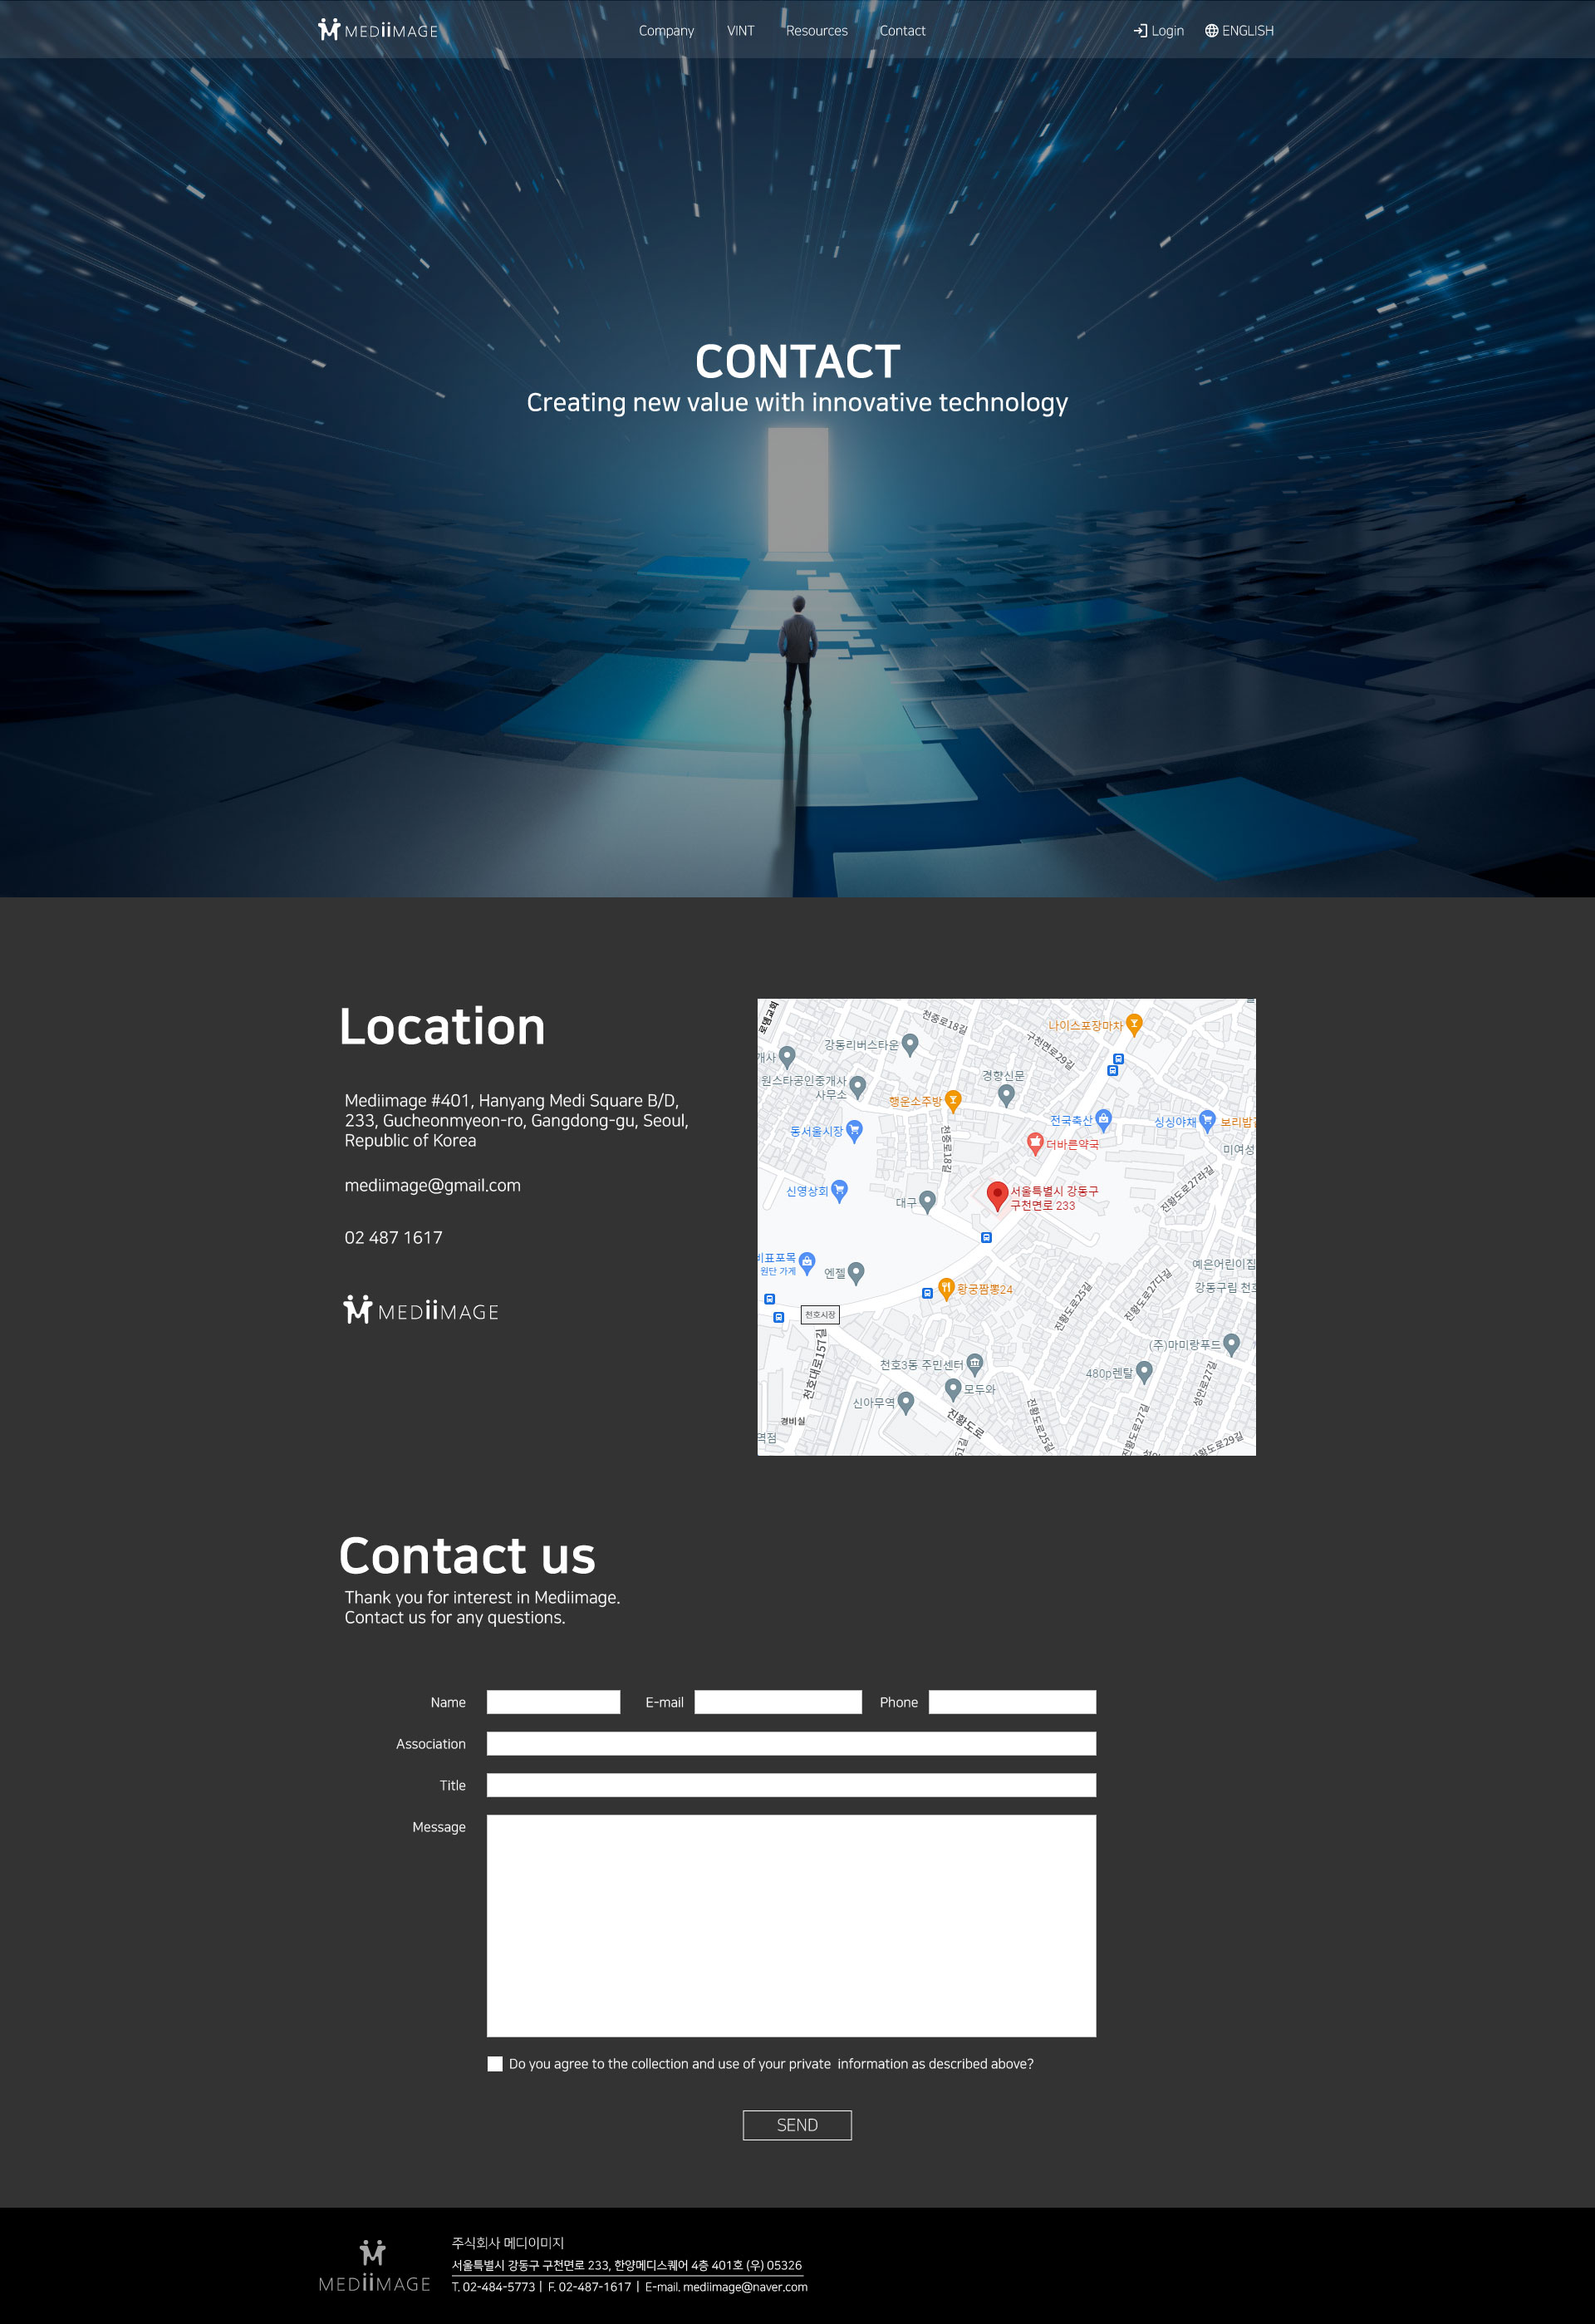 MEDiiMAGE
Company
VINT
Resources
Contact
Login
ENGLISH
CONTACT
Creating new value with innovative technology
Location
Mediimage #401, Hanyang Medi Square B/D,
233, Gucheonmyeon-ro, Gangdong-gu, Seoul,
Republic of Korea
mediimage@gmail.com
02 487 1617
MEDiiMAGE
로뎀교회
천중로18길
나이스포장마차
강동리버스타운
구천면로29길
개사
원스타공인중개사
사무소
경향신문
행운소주방
전국축산
싱싱야채
동서울시장
천중로18길
더바른약국
미여성
신영상회
대구
서울특별시 강동구
구천면로 233
진황도로27라길
비표포목
원단 가게
엔젤
황궁짬뽕24
예은어린이집
강동구립 천호
진황도로25길
진황도로27다길
천호시장
천호대로157길
(주)마미랑푸드
천호3동 주민센터
480p렌탈
모두와
신아무역
성안로27길
경비실
진황도로
진황도로25길
진황도로27길
역점
51길
진황도로29길
Contact us
Thank you for interest in Mediimage.
Contact us for any questions.
Name
E-mail
Phone
Association
Title
Message
Do you agree to the collection and use of your private  information as described above?
SEND
MEDiiMAGE
주식회사 메디이미지
서울특별시 강동구 구천면로 233, 한양메디스퀘어 4층 401호 (우) 05326
T. 02-484-5773 | F. 02-487-1617 | E-mail. mediimage@naver.com